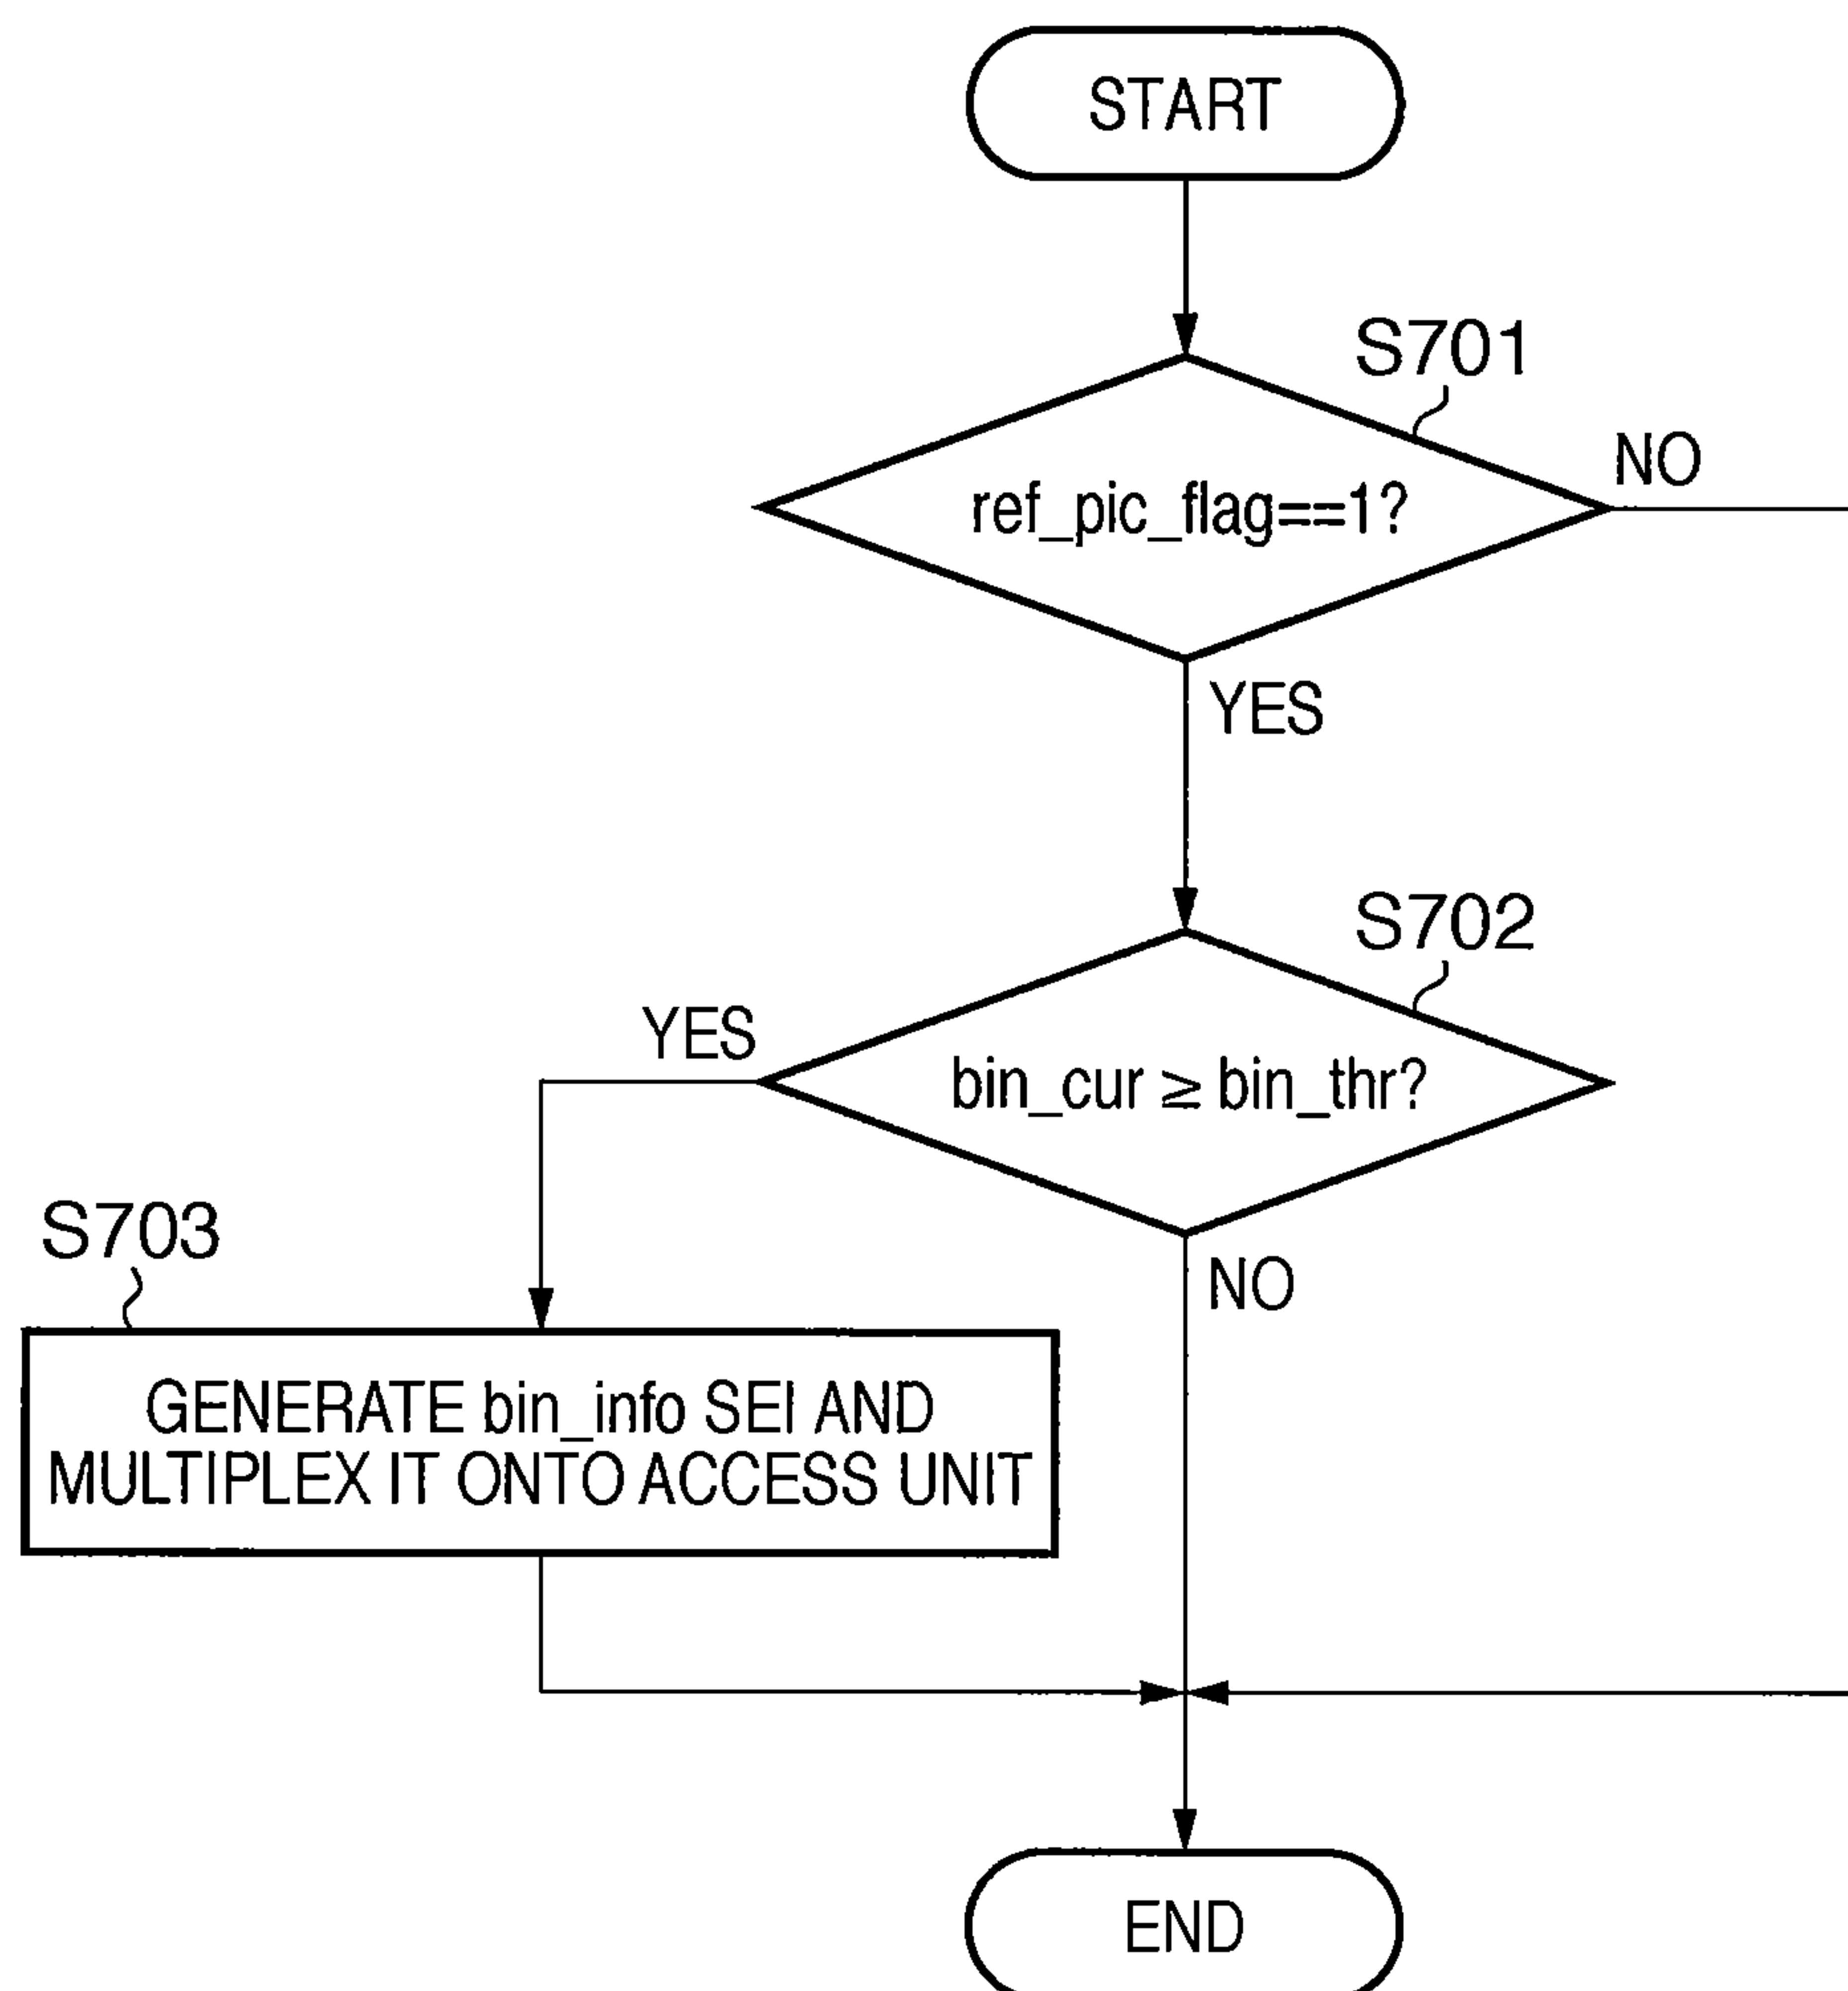 START
S701
NO
ref_pic_flag==1?
YES
S702
YES
bin_cur ≥ bin_thr?
S703
NO
GENERATE bin_info SEI AND
MULTIPLEX IT ONTO ACCESS UNIT
END